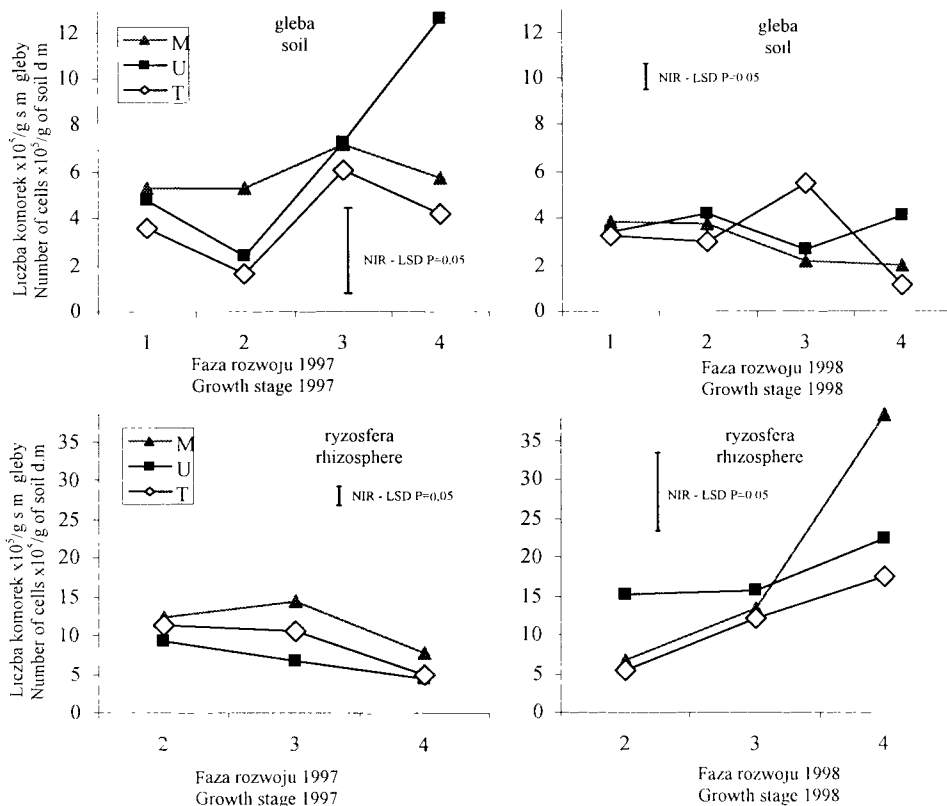 Liczba komorek x10⁵/g s m gleby
Number of cells x10⁵/g of soil d m
12
10
8
6
4
2
0
M
U
T
gleba
soil
NIR - LSD P=0,05
1 2 3 4
Faza rozwoju 1997
Growth stage 1997
12
10
8
6
4
2
0
gleba
soil
NIR - LSD P=0 05
1 2 3 4
Faza rozwoju 1998
Growth stage 1998
Liczba komorek x10⁵/g s m gleby
Number of cells x10⁵/g of soil d.m
35
30
25
20
15
10
5
0
M
U
T
ryzosfera
rhizosphere
NIR - LSD P=0,05
2 3 4
Faza rozwoju 1997
Growth stage 1997
35
30
25
20
15
10
5
0
ryzosfera
rhizosphere
NIR - LSD P=0.05
2 3 4
Faza rozwoju 1998
Growth stage 1998